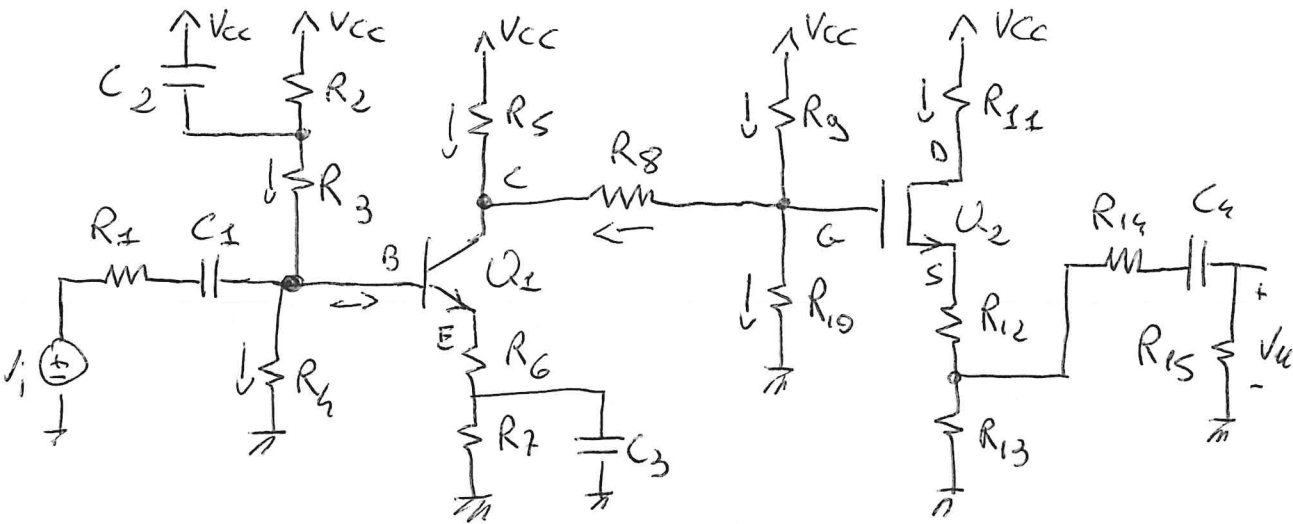 Vcc Vcc Vcc Vcc Vcc
C2 R2 R5 R9 R11
R3 C R8 D
R1 C1 B Q1 G Q2 R14 C4
S
+
Vi E R6 R10 R12 R15 Vu
R4 -
R7 C3 R13